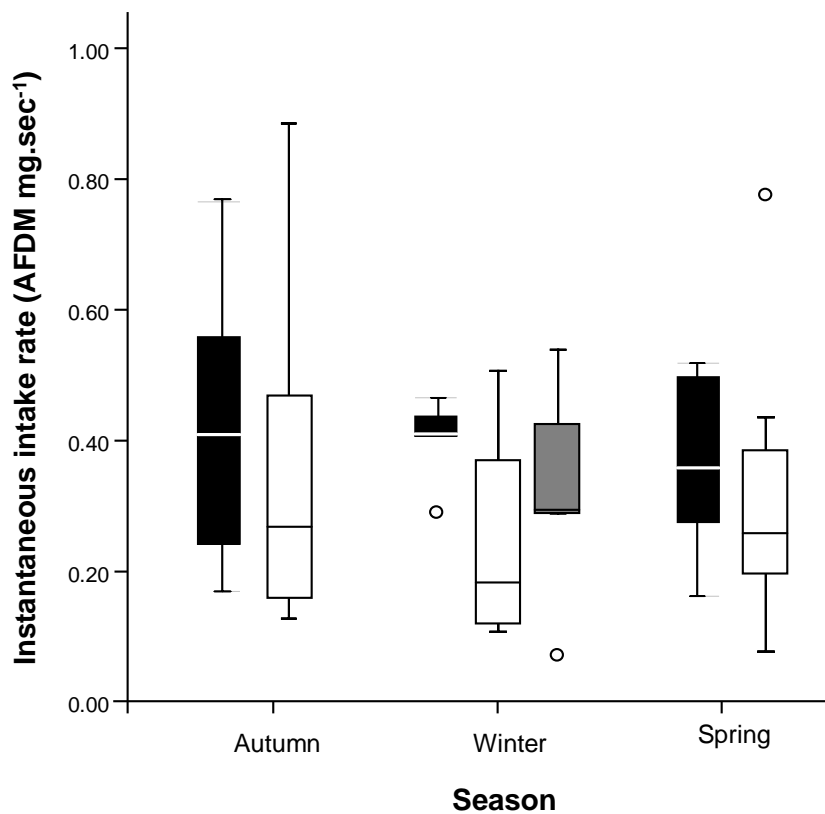 Instantaneous intake rate (AFDM mg.sec⁻¹)
1.00
0.80
0.60
0.40
0.20
0.00
Autumn
Winter
Spring
Season